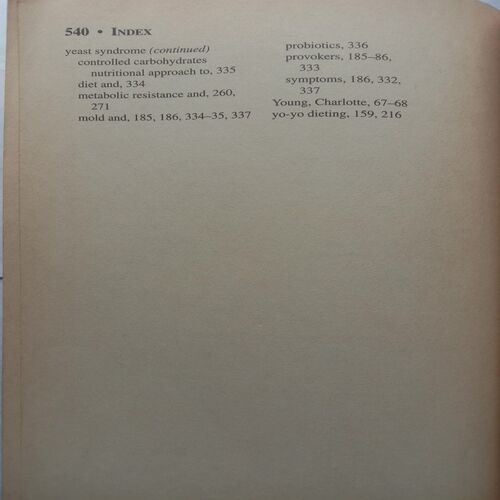 540 • INDEX
yeast syndrome (continued)
controlled carbohydrates
nutritional approach to, 335
diet and, 334
metabolic resistance and, 260,
271
mold and, 185, 186, 334–35, 337
probiotics, 336
provokers, 185–86,
333
symptoms, 186, 332,
337
Young, Charlotte, 67–68
yo-yo dieting, 159, 216